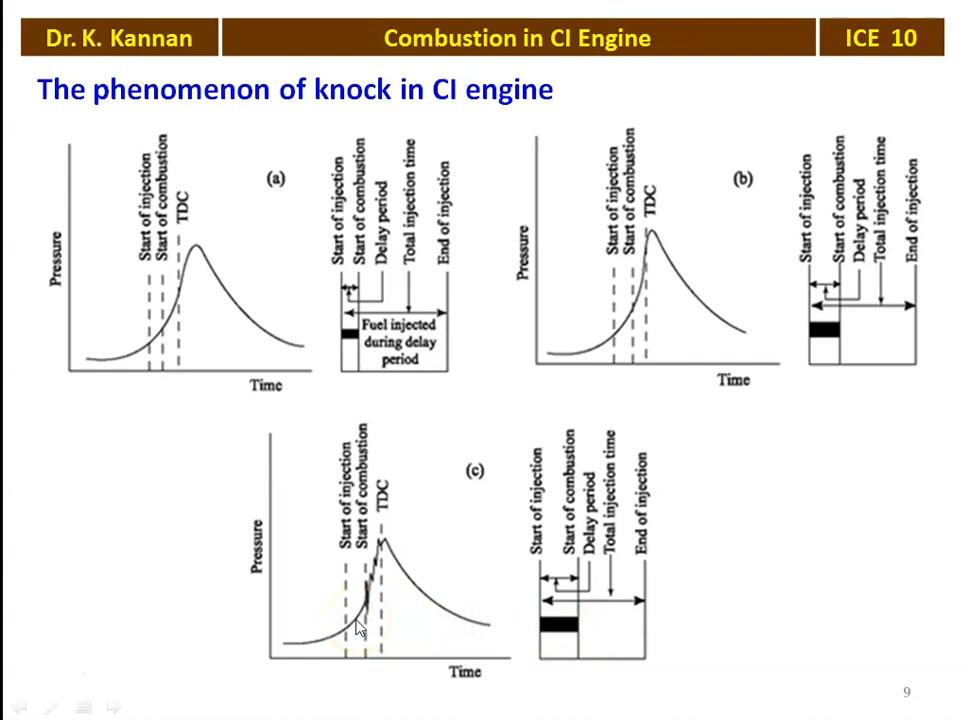 Dr. K. Kannan
Combustion in CI Engine
ICE 10
The phenomenon of knock in CI engine
Pressure
Start of injection
Start of combustion
TDC
(a)
Time
Start of injection
Start of combustion
Delay period
Total injection time
End of injection
Fuel injected
during delay
period
Pressure
Start of injection
Start of combustion
TDC
(b)
Time
Start of injection
Start of combustion
Delay period
Total injection time
End of injection
Pressure
Start of injection
Start of combustion
TDC
(c)
Time
Start of injection
Start of combustion
Delay period
Total injection time
End of injection
9